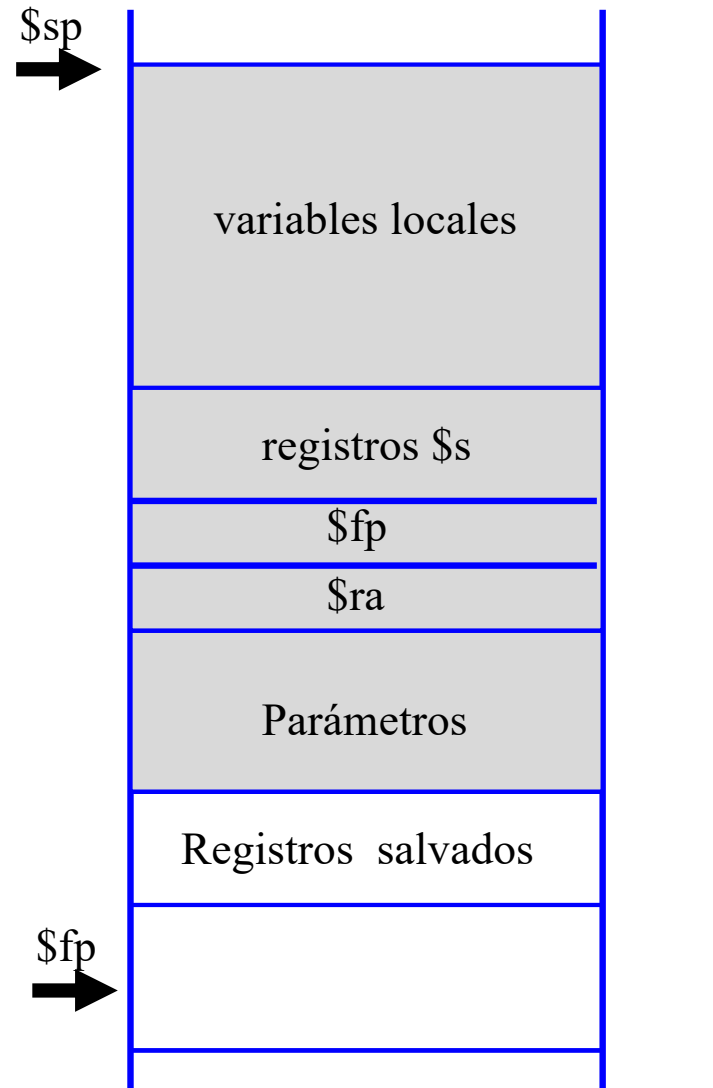 $sp
variables locales
registros $s
$fp
$ra
Parámetros
Registros salvados
$fp